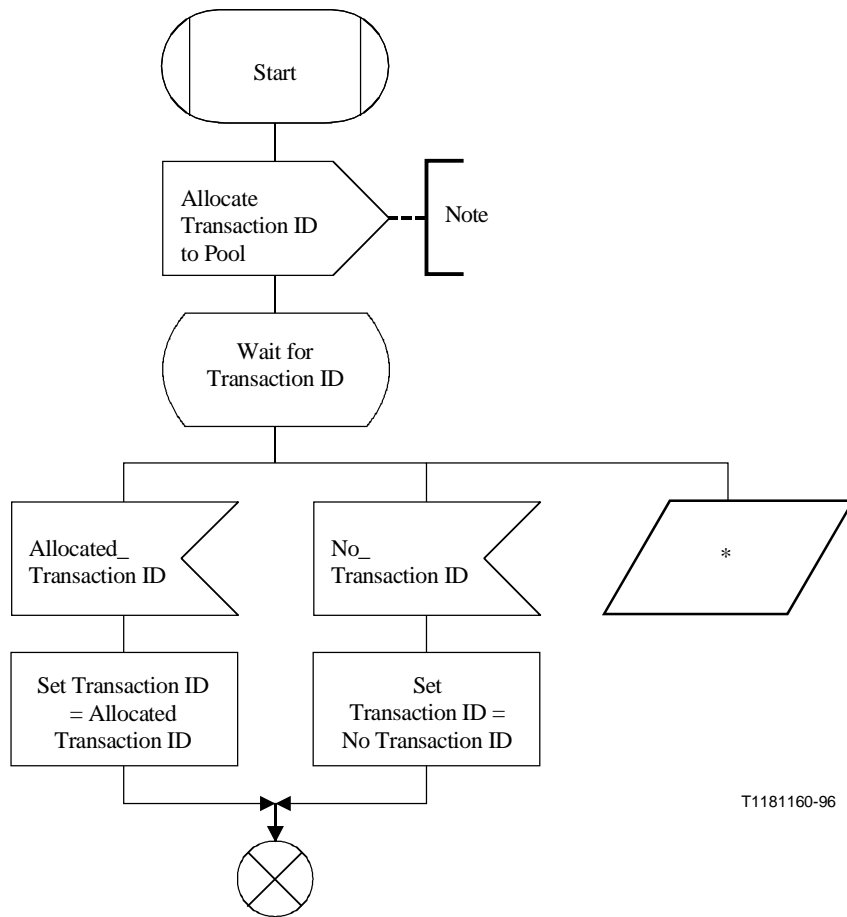 Start
Allocate
Transaction ID
to Pool
Note
Wait for
Transaction ID
Allocated_
Transaction ID
No_
Transaction ID
*
Set Transaction ID
= Allocated
Transaction ID
Set
Transaction ID =
No Transaction ID
T1181160-96